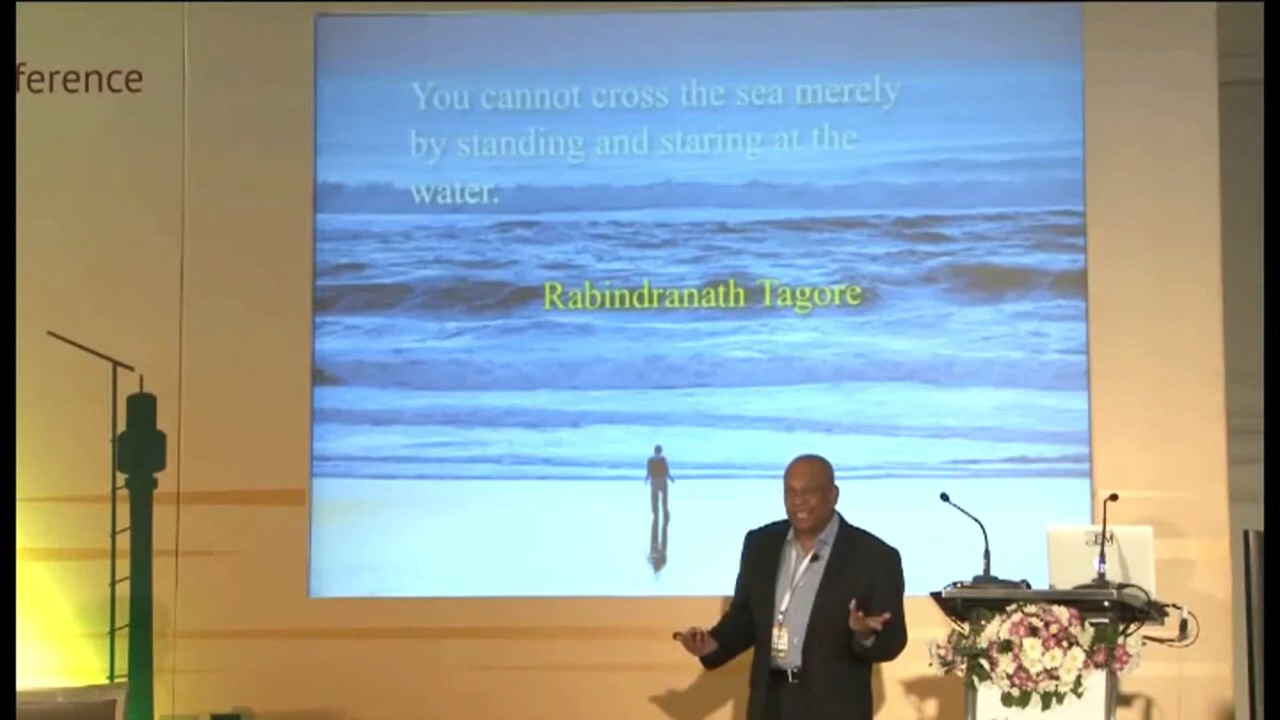 ference
You cannot cross the sea merely
by standing and staring at the
water.
Rabindranath Tagore